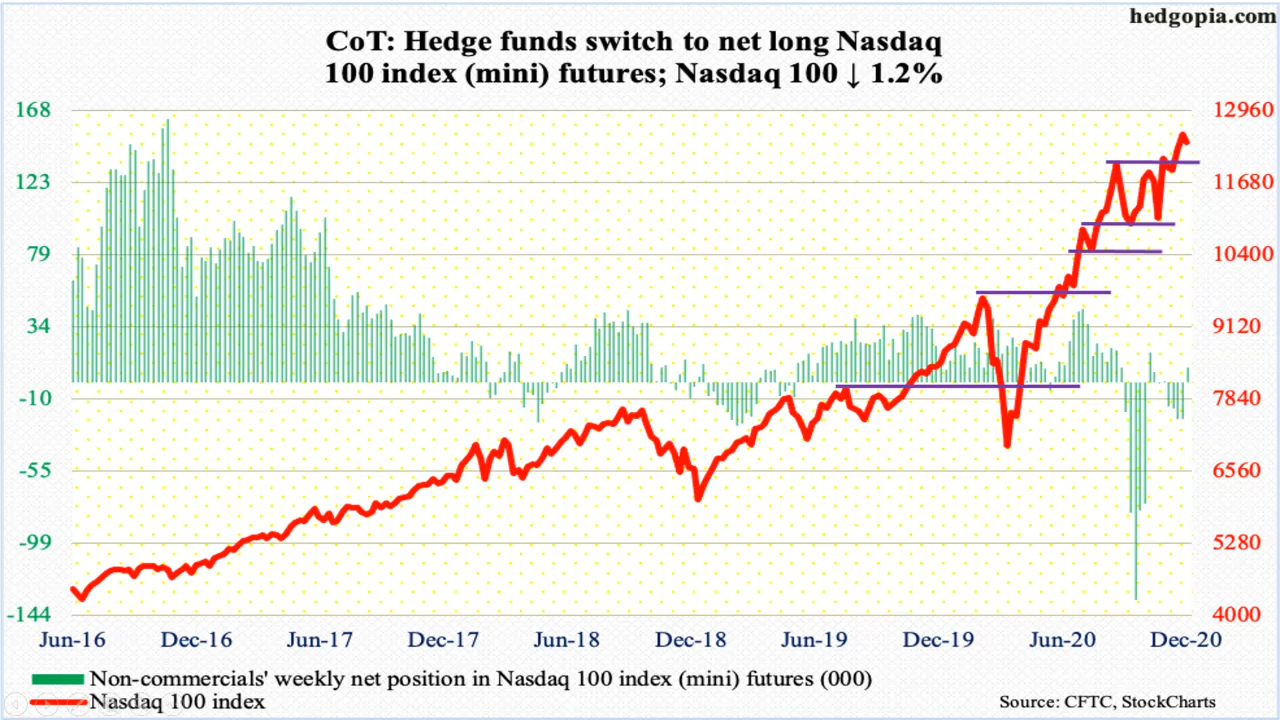 hedgopia.com
CoT: Hedge funds switch to net long Nasdaq
100 index (mini) futures; Nasdaq 100 ↓ 1.2%
168
123
79
34
-10
-55
-99
-144
12960
11680
10400
9120
7840
6560
5280
4000
Jun-16 Dec-16 Jun-17 Dec-17 Jun-18 Dec-18 Jun-19 Dec-19 Jun-20 Dec-20
Non-commercials' weekly net position in Nasdaq 100 index (mini) futures (000)
Nasdaq 100 index
Source: CFTC, StockCharts